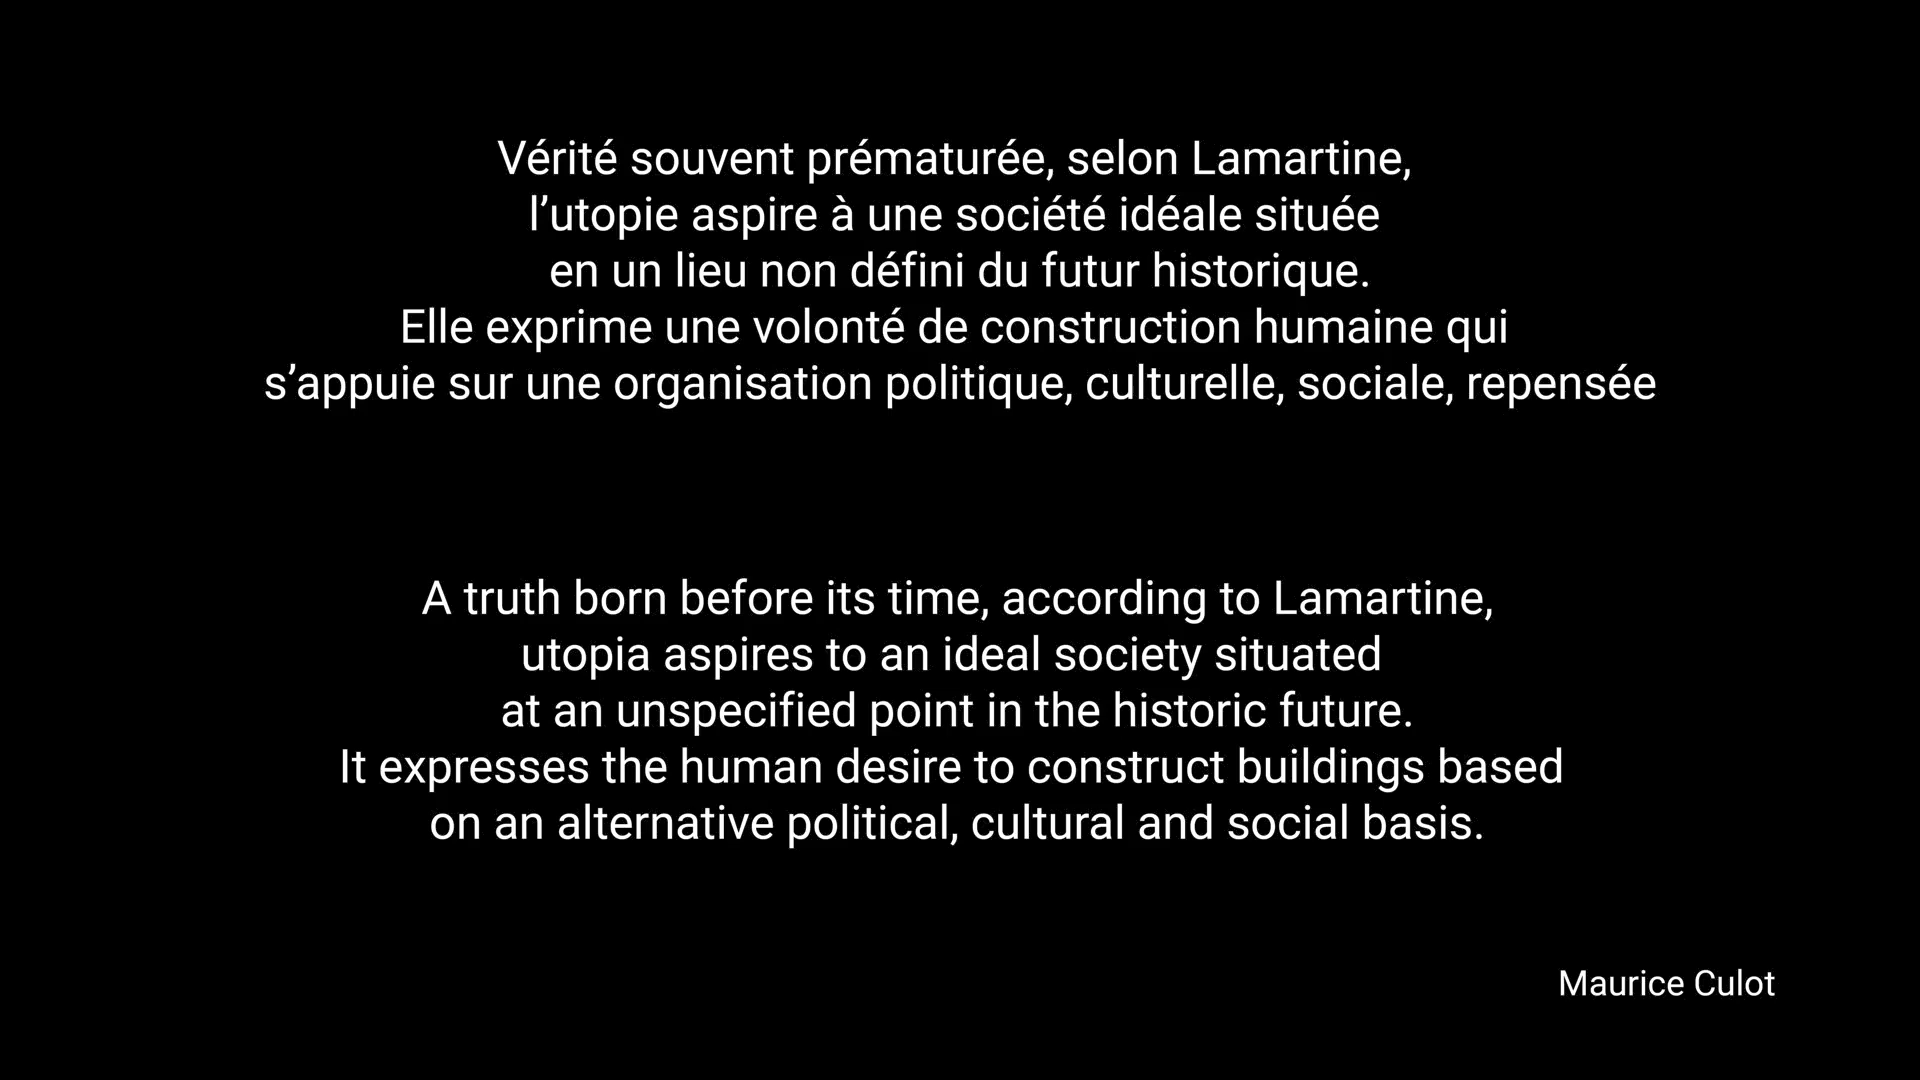 Vérité souvent prématurée, selon Lamartine,
l’utopie aspire à une société idéale située
en un lieu non défini du futur historique.
Elle exprime une volonté de construction humaine qui
s’appuie sur une organisation politique, culturelle, sociale, repensée
A truth born before its time, according to Lamartine,
utopia aspires to an ideal society situated
at an unspecified point in the historic future.
It expresses the human desire to construct buildings based
on an alternative political, cultural and social basis.
Maurice Culot